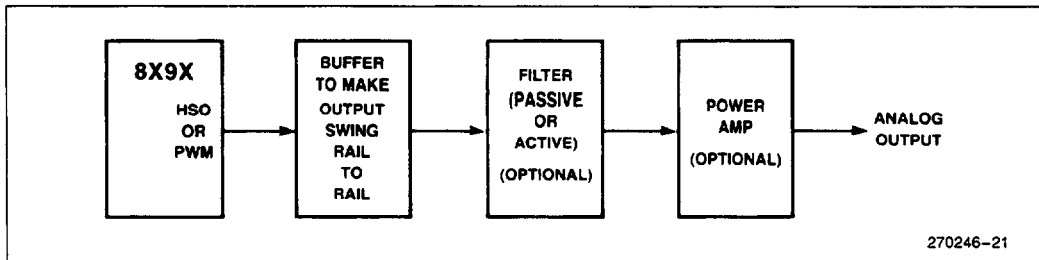 8X9X
HSO
OR
PWM
BUFFER
TO MAKE
OUTPUT
SWING
RAIL
TO
RAIL
FILTER
(PASSIVE
OR
ACTIVE)
(OPTIONAL)
POWER
AMP
(OPTIONAL)
ANALOG
OUTPUT
270246–21